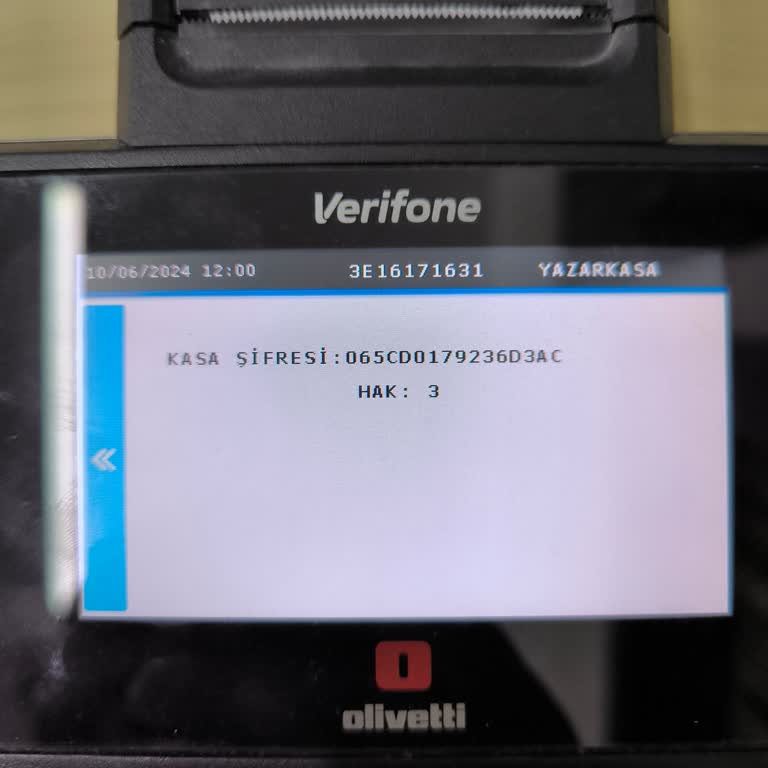 Verifone
10/06/2024 12:00 3E16171631 YAZARKASA
KASA ŞİFRESİ:065CD0179236D3AC
HAK: 3
olivetti